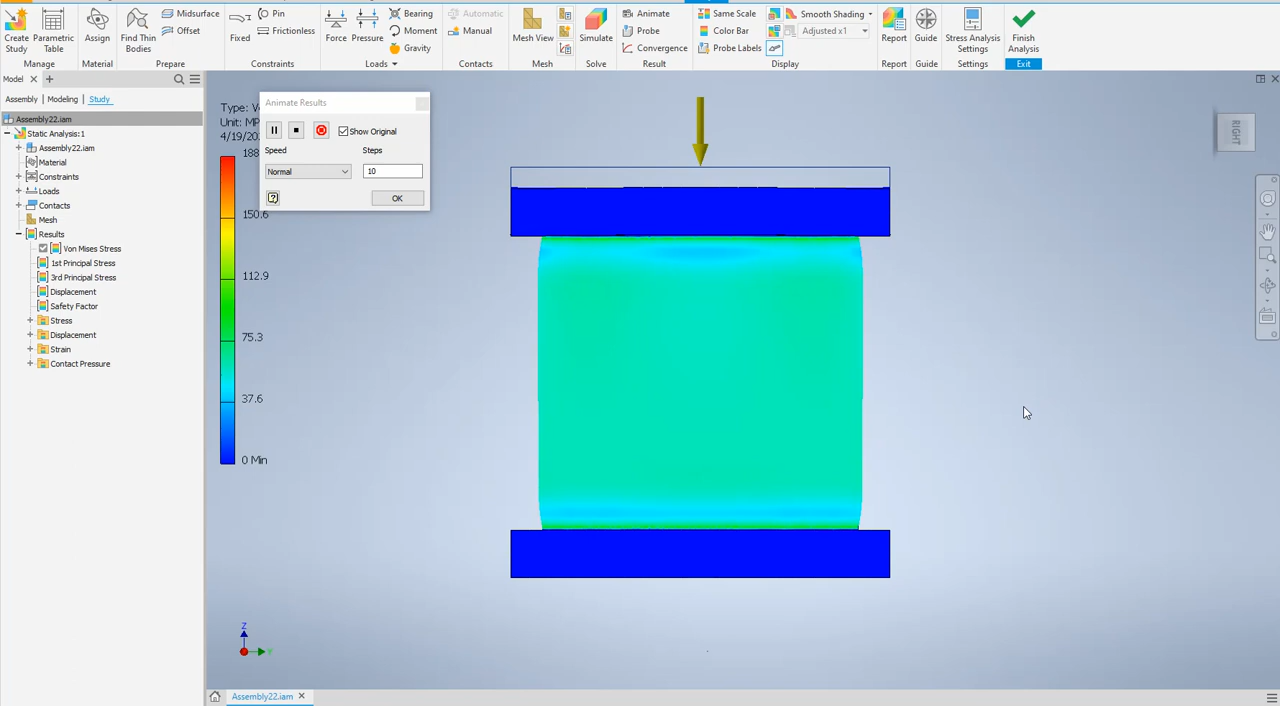 Create Study
Parametric Table
Assign
Find Thin Bodies
Midsurface
Offset
Fixed
Pin
Frictionless
Force
Pressure
Bearing
Moment
Gravity
Automatic
Manual
Mesh View
Simulate
Animate
Probe
Convergence
Same Scale
Color Bar
Probe Labels
Smooth Shading
Adjusted x1
Report
Guide
Stress Analysis Settings
Finish Analysis
Manage
Material
Prepare
Constraints
Loads
Contacts
Mesh
Solve
Result
Display
Report
Guide
Settings
Exit
Model
Assembly Modeling Study
Assembly22.iam
Static Analysis:1
Assembly22.iam
Material
Constraints
Loads
Contacts
Mesh
Results
Von Mises Stress
1st Principal Stress
3rd Principal Stress
Displacement
Safety Factor
Stress
Displacement
Strain
Contact Pressure
Animate Results
Show Original
Speed Steps
Normal 10
OK
Type:
Unit:
150.6
112.9
75.3
37.6
0 Min
RIGHT
Z
Y
Assembly22.iam